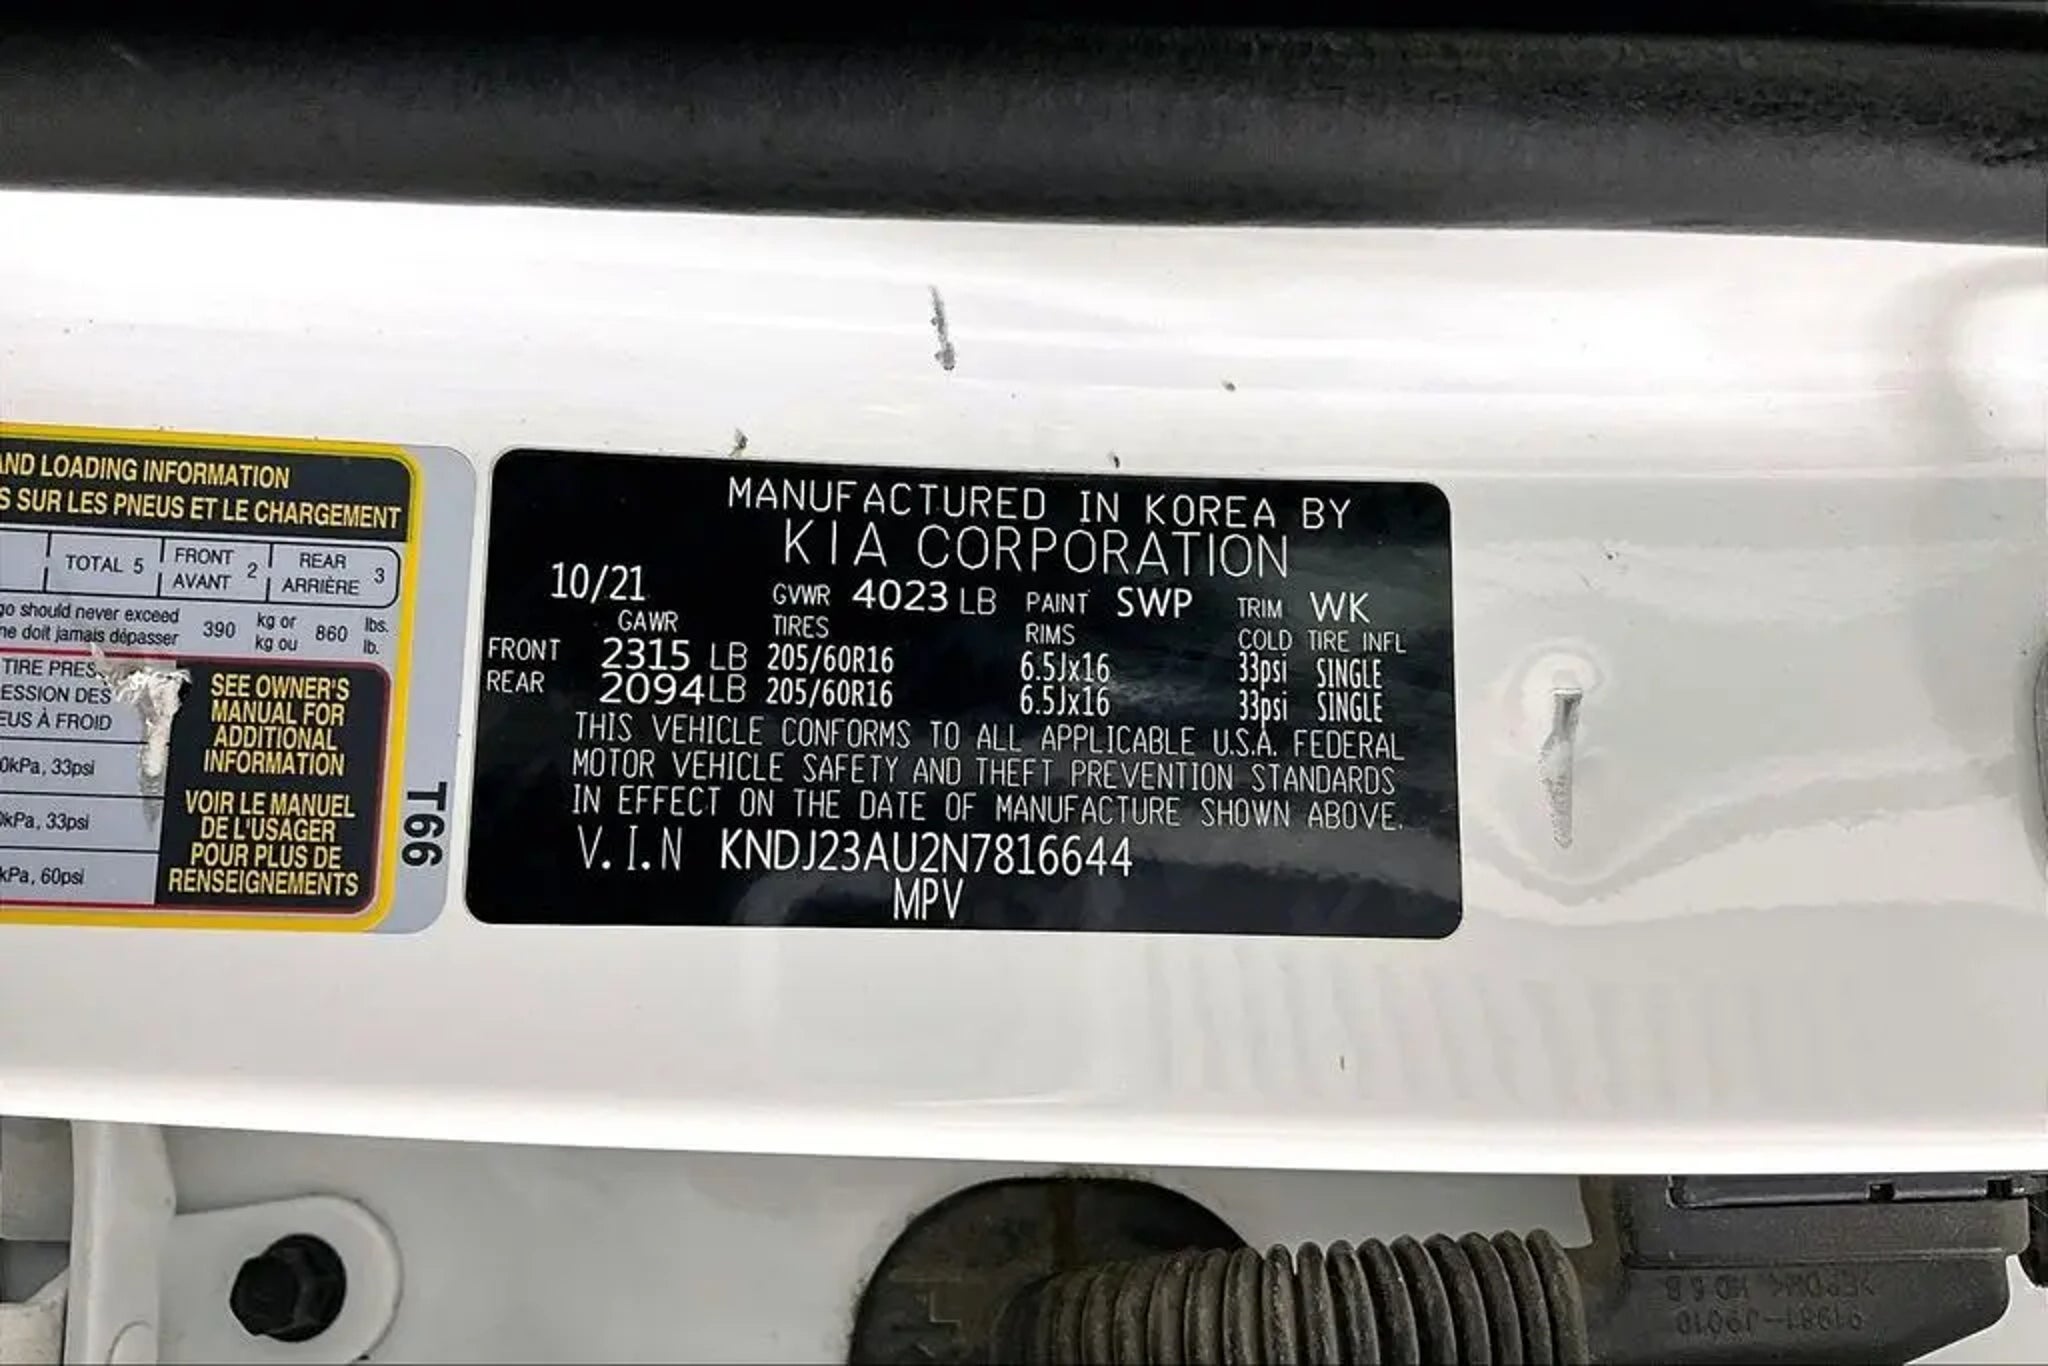 AND LOADING INFORMATION
S SUR LES PNEUS ET LE CHARGEMENT
TOTAL 5 FRONT AVANT 2 REAR ARRIÈRE 3
go should never exceed
ne doit jamais dépasser
390 kg or kg ou 860 lbs. lb.
TIRE PRES
ESSION DES
EUS À FROID
0kPa, 33psi
0kPa, 33psi
kPa, 60psi
SEE OWNER'S
MANUAL FOR
ADDITIONAL
INFORMATION
VOIR LE MANUEL
DE L'USAGER
POUR PLUS DE
RENSEIGNEMENTS
T66
MANUFACTURED IN KOREA BY
KIA CORPORATION
10/21 GVWR 4023 LB PAINT SWP TRIM WK
GAWR TIRES RIMS COLD TIRE INFL
FRONT 2315 LB 205/60R16 6.5Jx16 33psi SINGLE
REAR 2094LB 205/60R16 6.5Jx16 33psi SINGLE
THIS VEHICLE CONFORMS TO ALL APPLICABLE U.S.A. FEDERAL
MOTOR VEHICLE SAFETY AND THEFT PREVENTION STANDARDS
IN EFFECT ON THE DATE OF MANUFACTURE SHOWN ABOVE.
V.I.N KNDJ23AU2N7816644
MPV
91981-J9010